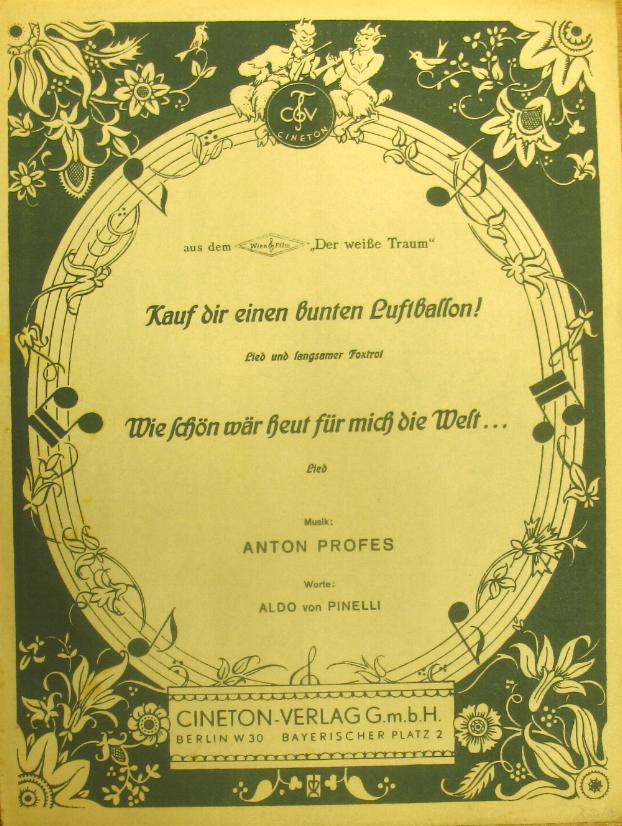 CTGV
CINETON
aus dem Wien Film „Der weiße Traum“
Kauf dir einen bunten Luftballon!
Lied und langsamer Foxtrot
Wie schön wär heut für mich die Welt...
Lied
Musik:
ANTON PROFES
Worte:
ALDO von PINELLI
CINETON-VERLAG G.m.b.H.
BERLIN W 30 BAYERISCHER PLATZ 2